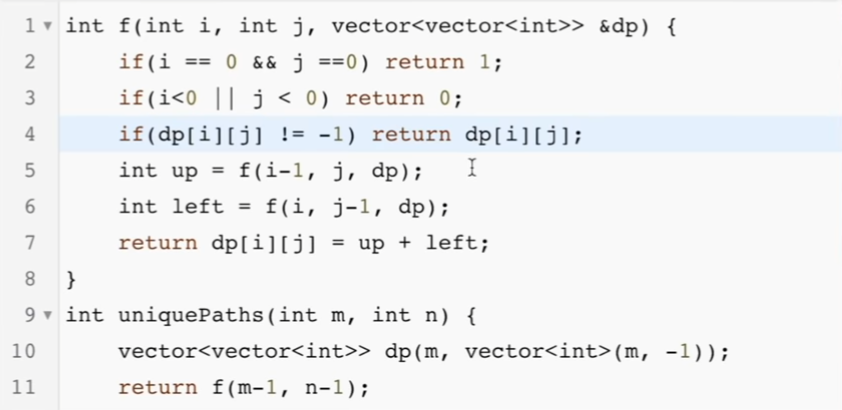 1 int f(int i, int j, vector<vector<int>> &dp) {
2 if(i == 0 && j ==0) return 1;
3 if(i<0 || j < 0) return 0;
4 if(dp[i][j] != -1) return dp[i][j];
5 int up = f(i-1, j, dp);
6 int left = f(i, j-1, dp);
7 return dp[i][j] = up + left;
8 }
9 int uniquePaths(int m, int n) {
10 vector<vector<int>> dp(m, vector<int>(m, -1));
11 return f(m-1, n-1);